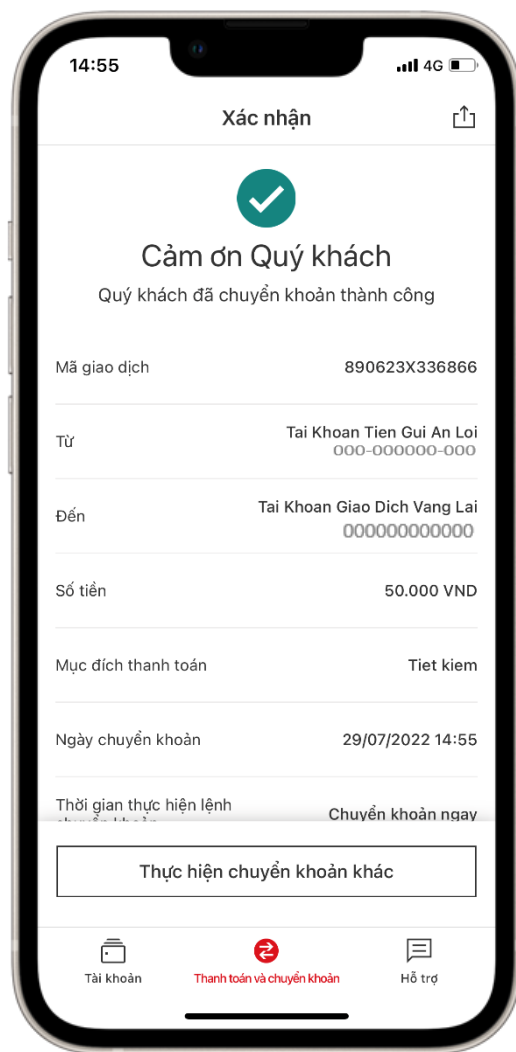 14:55
4G
Xác nhận
Cảm ơn Quý khách
Quý khách đã chuyển khoản thành công
Mã giao dịch 890623X336866
Từ Tai Khoan Tien Gui An Loi
000-000000-000
Đến Tai Khoan Giao Dich Vang Lai
000000000000
Số tiền 50.000 VND
Mục đích thanh toán Tiet kiem
Ngày chuyển khoản 29/07/2022 14:55
Thời gian thực hiện lệnh Chuyển khoản ngay
chuyển khoản
Thực hiện chuyển khoản khác
Tài khoản Thanh toán và chuyển khoản Hỗ trợ